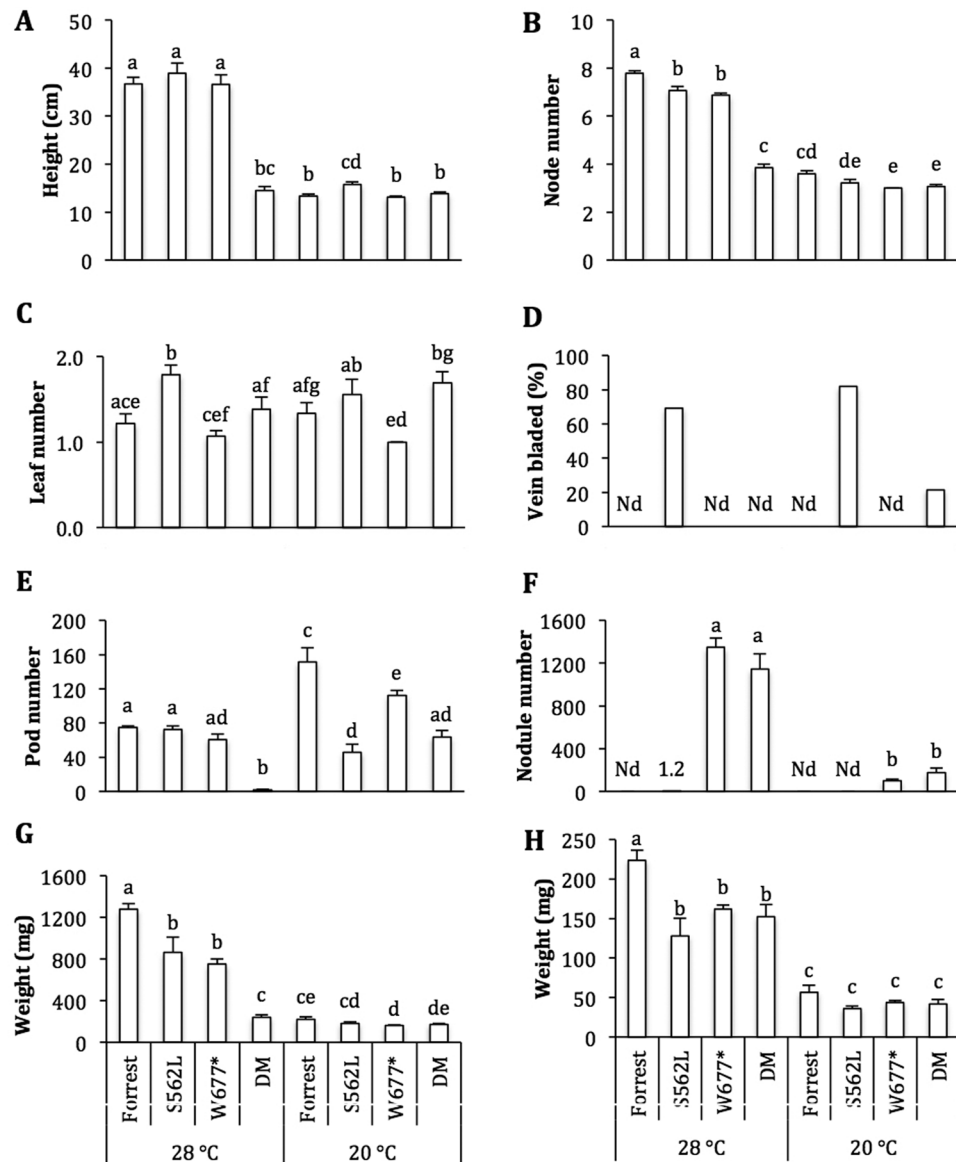 A
Height (cm)
50
40
30
20
10
0
a a a bc b cd b b
B
Node number
10
8
6
4
2
0
a b b c cd de e e
C
Leaf number
2.0
1.0
0.0
ace b cef af afg ab ed bg
D
Vein bladed (%)
100
80
60
40
20
0
Nd Nd Nd Nd Nd
E
Pod number
200
160
120
80
40
0
a a ad b c d e ad
F
Nodule number
1600
1200
800
400
0
Nd 1.2 a a Nd Nd b b
G
Weight (mg)
1600
1200
800
400
0
a b b c ce cd d de
Forrest S562L W677* DM Forrest S562L W677* DM
28 °C 20 °C
H
Weight (mg)
250
200
150
100
50
0
a b b b c c c c
Forrest S562L W677* DM Forrest S562L W677* DM
28 °C 20 °C